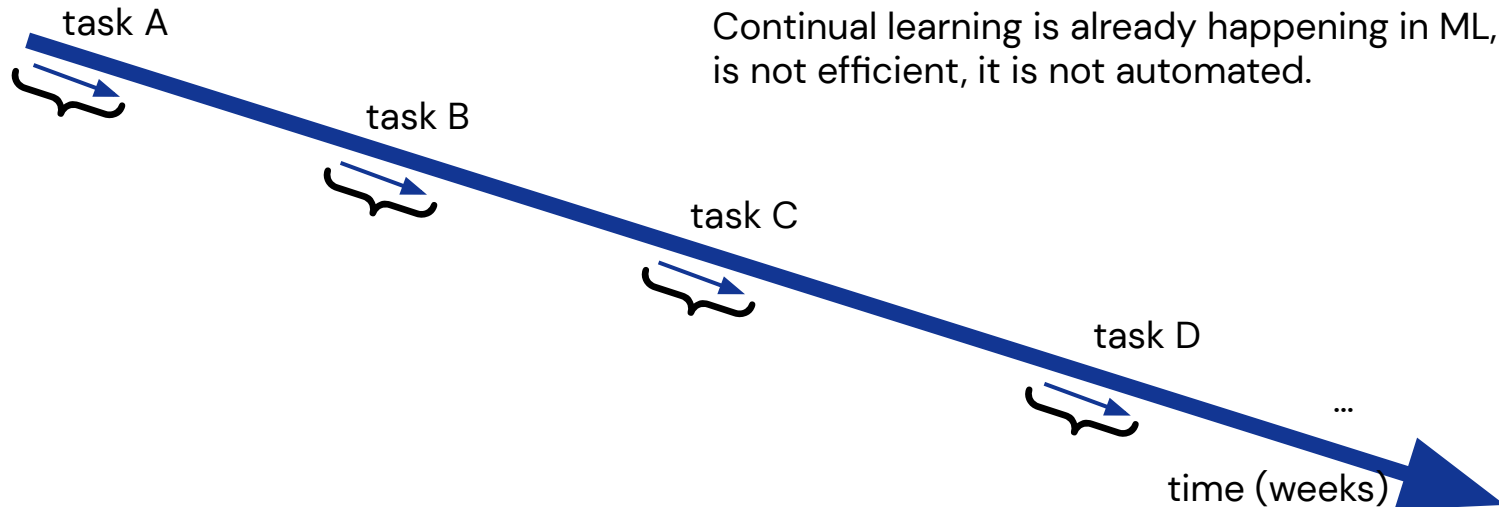 task A
Continual learning is already happening in ML,
is not efficient, it is not automated.
task B
task C
task D
...
time (weeks)